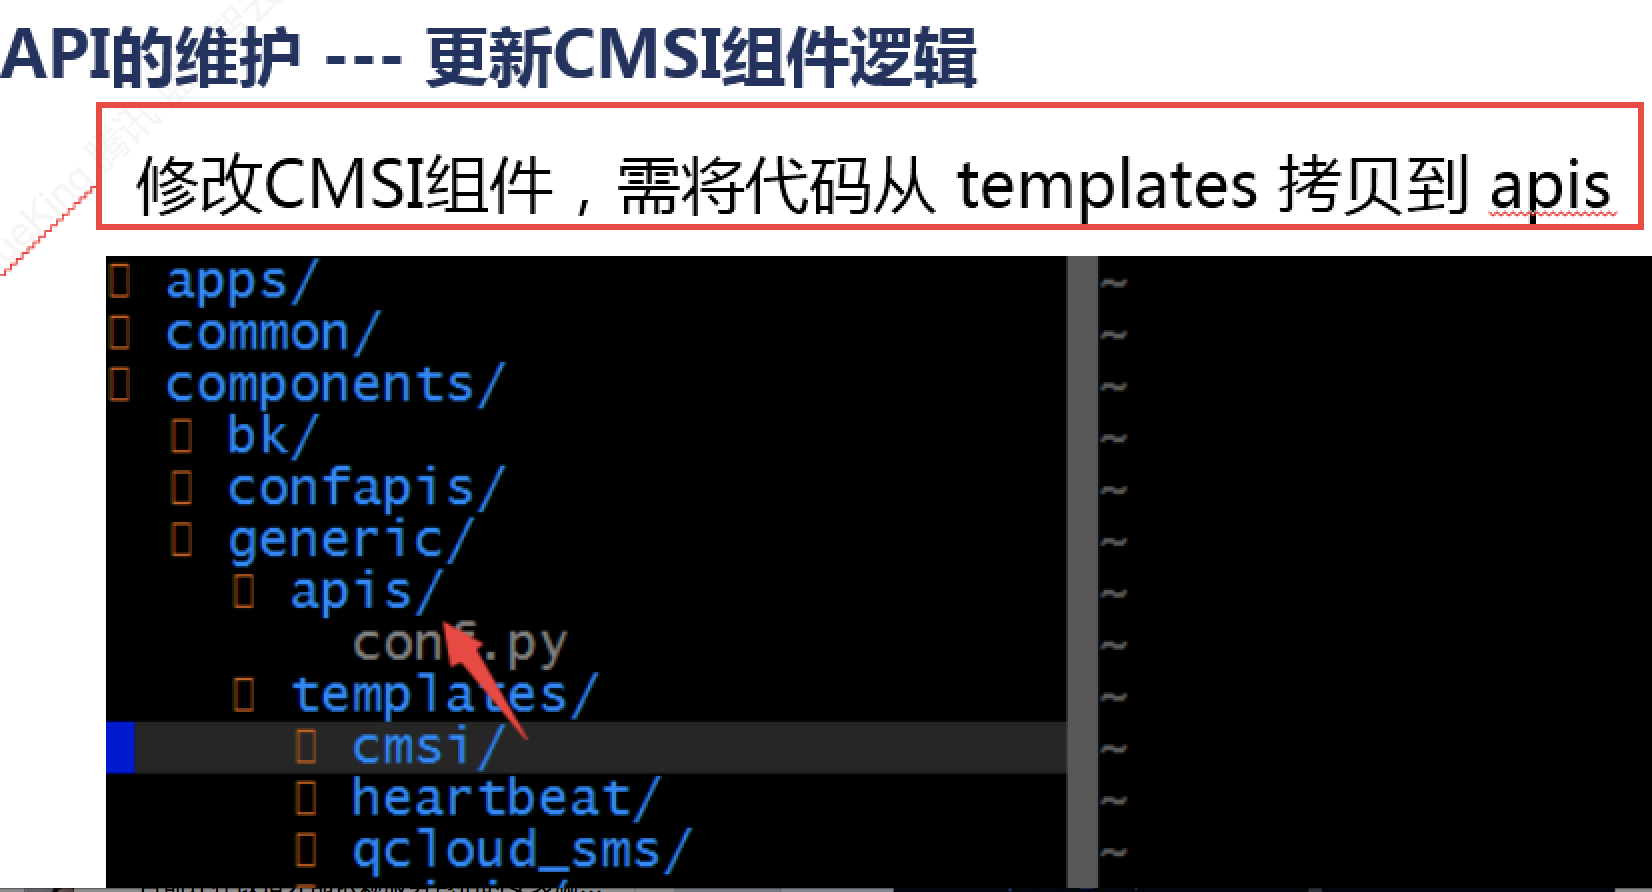 API的维护 --- 更新CMSI组件逻辑
修改CMSI组件，需将代码从 templates 拷贝到 apis
apps/
common/
components/
bk/
confapis/
generic/
apis/
conf.py
templates/
cmsi/
heartbeat/
qcloud_sms/
~
~
~
~
~
~
~
~
~
~
~
~